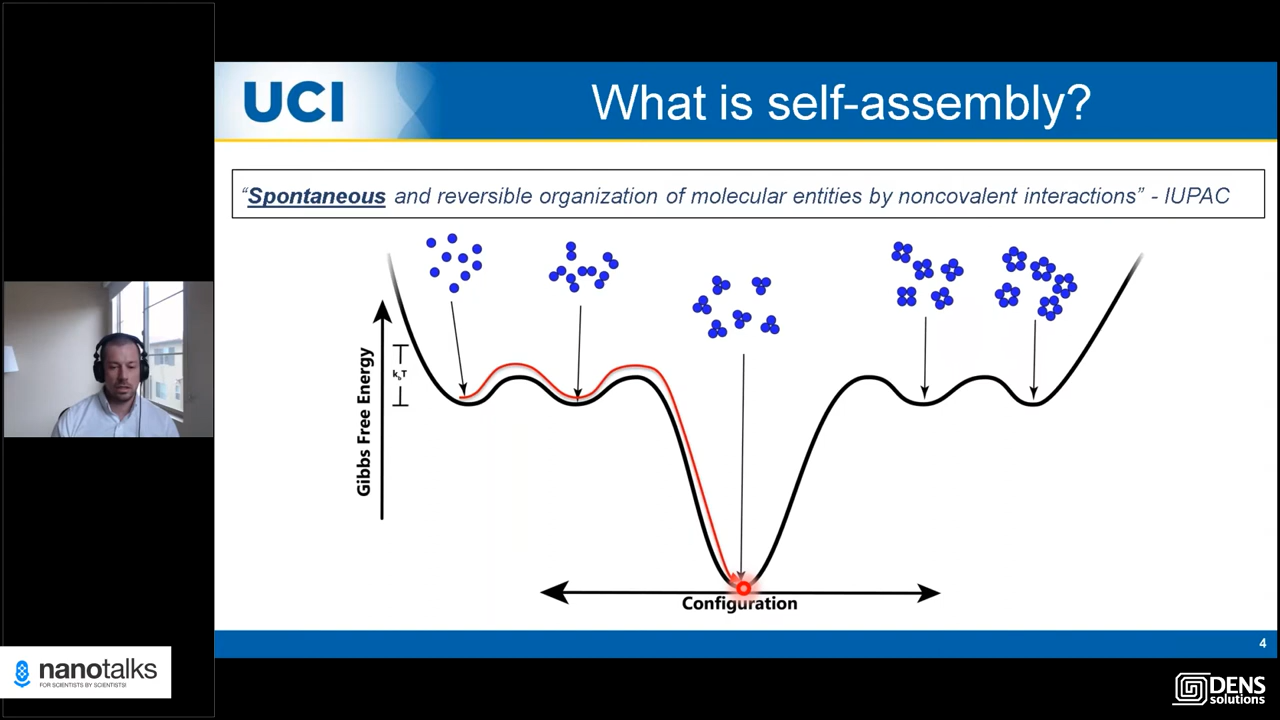 UCI
What is self-assembly?
“Spontaneous and reversible organization of molecular entities by noncovalent interactions” - IUPAC
kbT
Gibbs Free Energy
Configuration
4
nanotalks
FOR SCIENTISTS BY SCIENTISTS!
DENS
solutions